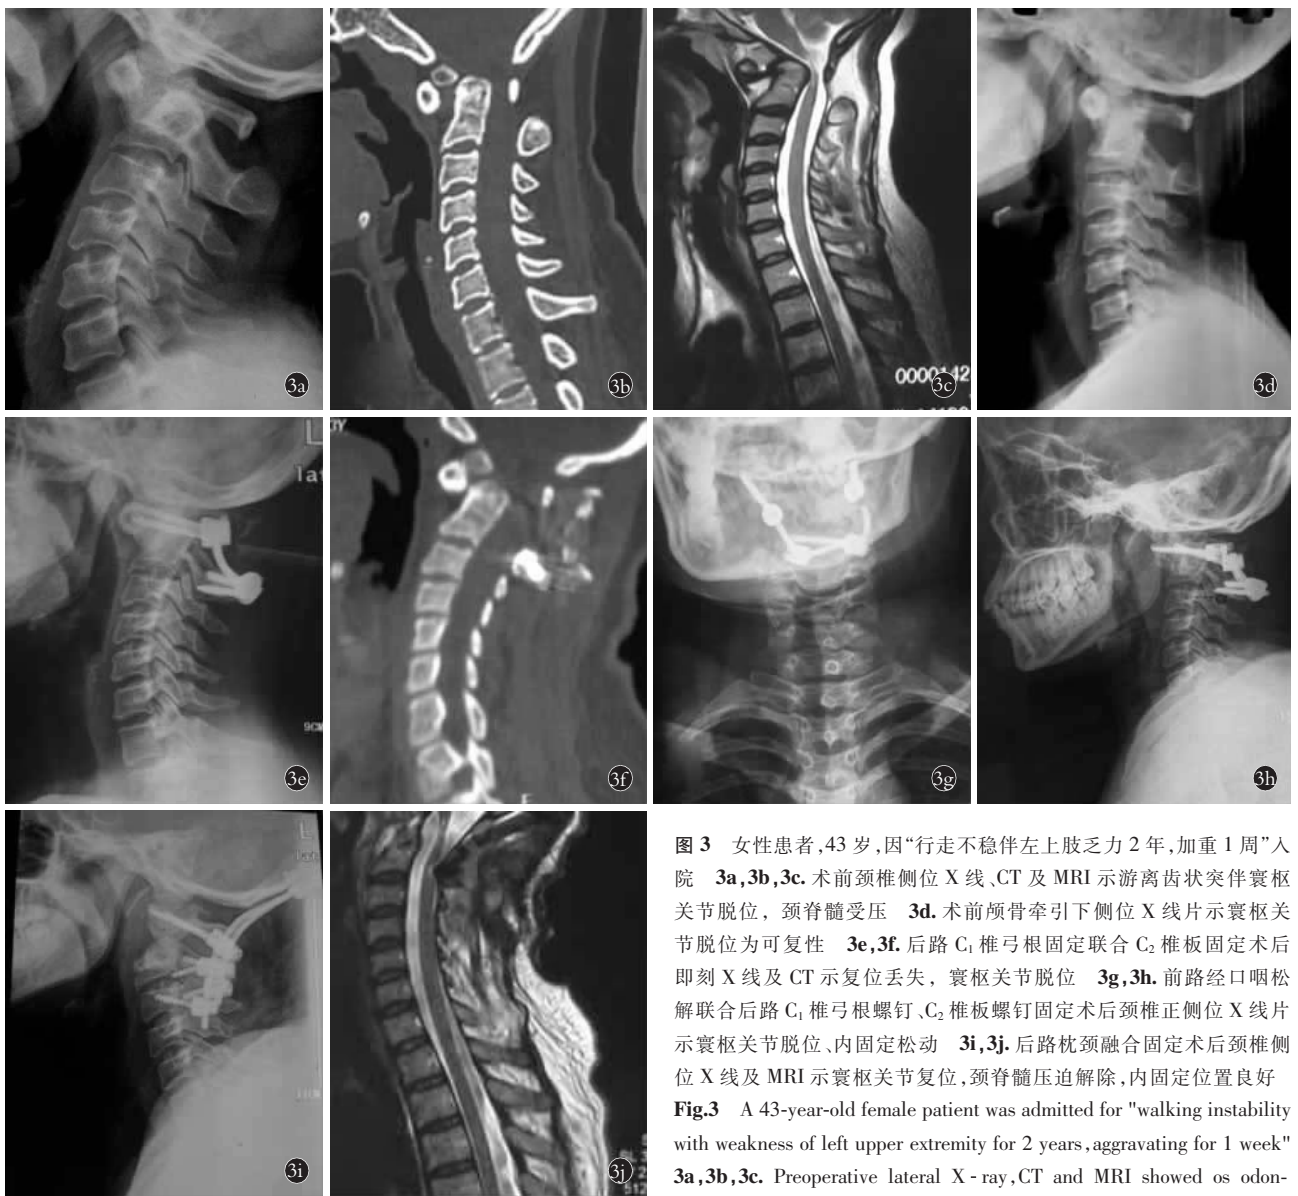 3a
3b
3c
0000142
3d
L
lat
9CM
3e
3f
3g
3h
L
lat
3i
3j
图 3 女性患者,43 岁,因“行走不稳伴左上肢乏力 2 年,加重 1 周”入
院 3a,3b,3c. 术前颈椎侧位 X 线、CT 及 MRI 示游离齿状突伴寰枢
关节脱位，颈脊髓受压 3d. 术前颅骨牵引下侧位 X 线片示寰枢关
节脱位为可复性 3e,3f. 后路 C₁ 椎弓根固定联合 C₂ 椎板固定术后
即刻 X 线及 CT 示复位丢失，寰枢关节脱位 3g,3h. 前路经口咽松
解联合后路 C₁ 椎弓根螺钉、C₂ 椎板螺钉固定术后颈椎正侧位 X 线片
示寰枢关节脱位、内固定松动 3i,3j. 后路枕颈融合固定术后颈椎侧
位 X 线及 MRI 示寰枢关节复位,颈脊髓压迫解除,内固定位置良好
Fig.3 A 43-year-old female patient was admitted for "walking instability
with weakness of left upper extremity for 2 years,aggravating for 1 week"
3a,3b,3c. Preoperative lateral X-ray,CT and MRI showed os odon-